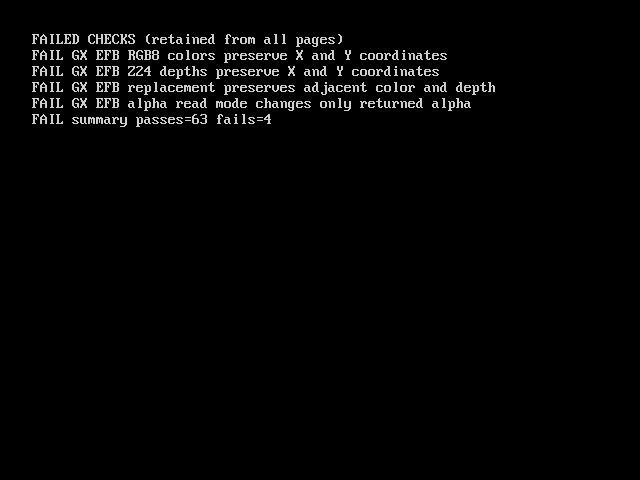 FAILED CHECKS (retained from all pages)
FAIL GX EFB RGB8 colors preserve X and Y coordinates
FAIL GX EFB Z24 depths preserve X and Y coordinates
FAIL GX EFB replacement preserves adjacent color and depth
FAIL GX EFB alpha read mode changes only returned alpha
FAIL summary passes=63 fails=4